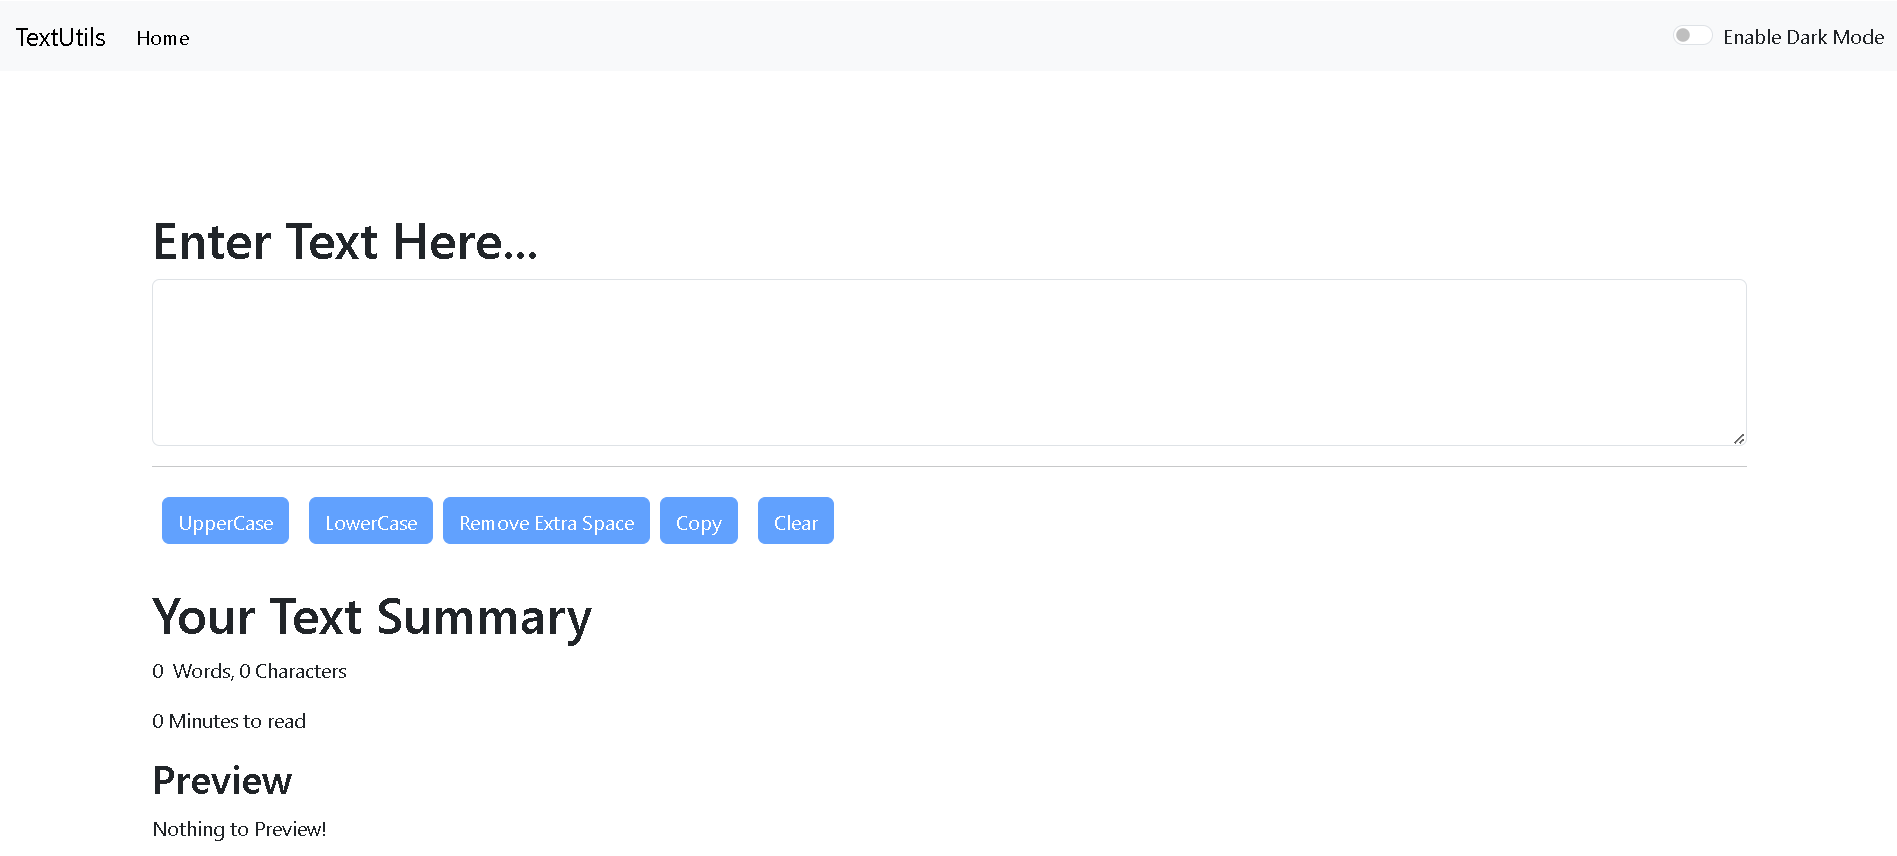 TextUtils Home Enable Dark Mode
Enter Text Here...
UpperCase LowerCase Remove Extra Space Copy Clear
Your Text Summary
0 Words, 0 Characters
0 Minutes to read
Preview
Nothing to Preview!